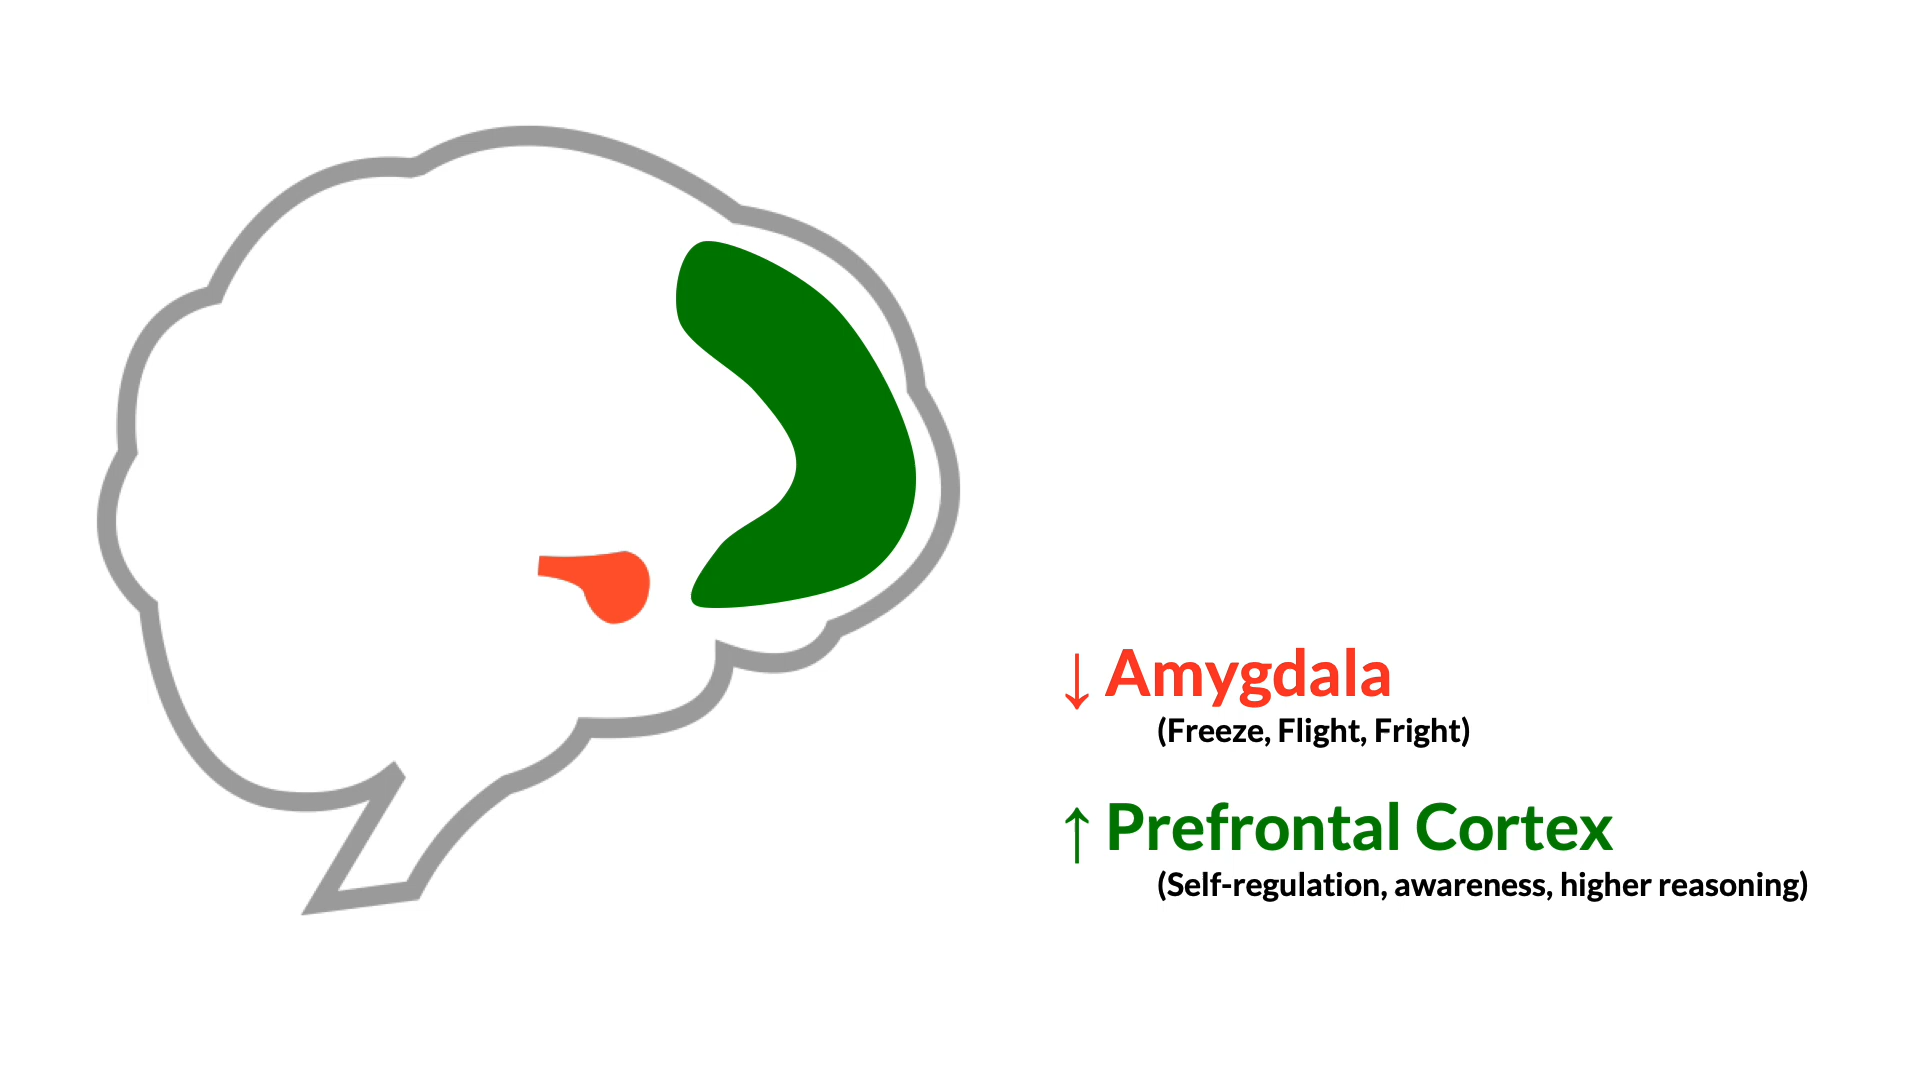 ↓ Amygdala
(Freeze, Flight, Fright)
↑ Prefrontal Cortex
(Self-regulation, awareness, higher reasoning)